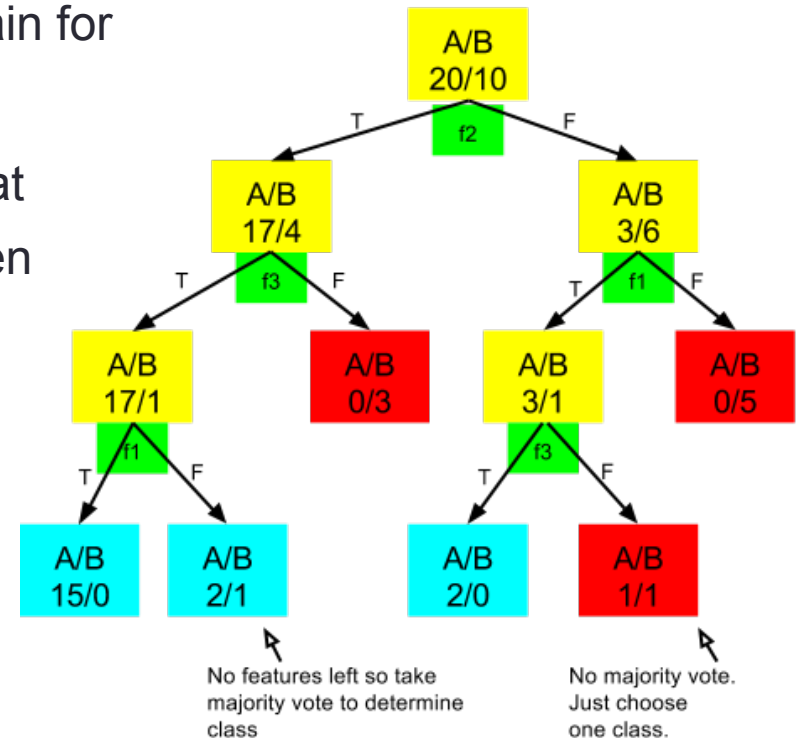 ain for
at
en
A/B
20/10
T
f2
F
A/B
17/4
A/B
3/6
T
f3
F
T
f1
F
A/B
17/1
A/B
0/3
A/B
3/1
A/B
0/5
T
f1
F
T
f3
F
A/B
15/0
A/B
2/1
A/B
2/0
A/B
1/1
No features left so take
majority vote to determine
class
No majority vote.
Just choose
one class.